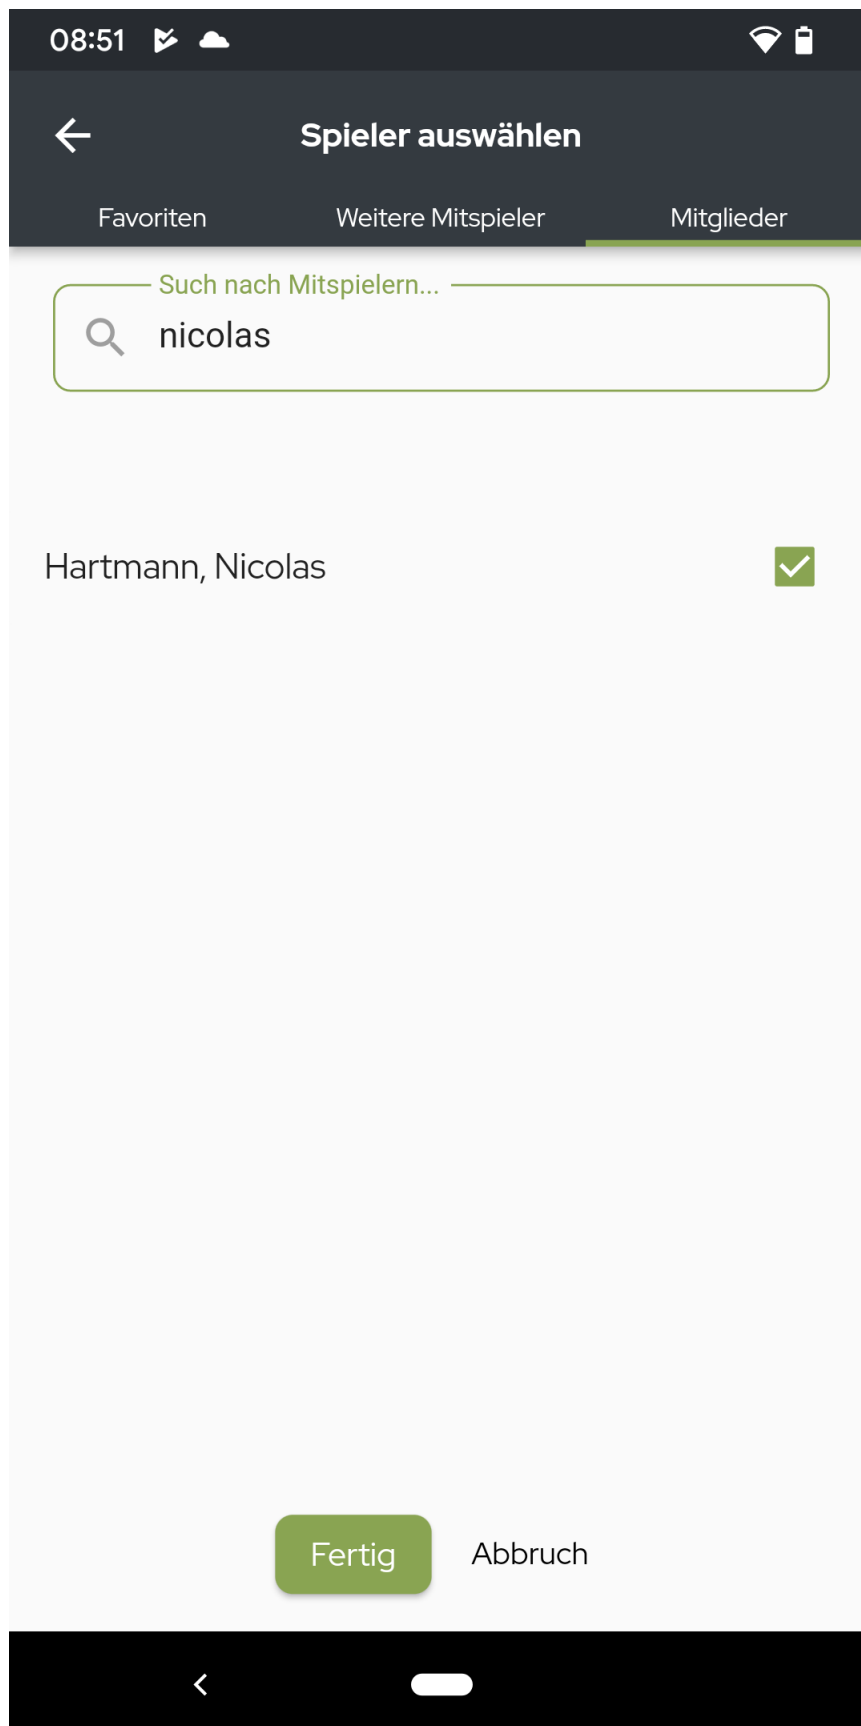 08:51
Spieler auswählen
Favoriten Weitere Mitspieler Mitglieder
Such nach Mitspielern...
nicolas
Hartmann, Nicolas
Fertig Abbruch